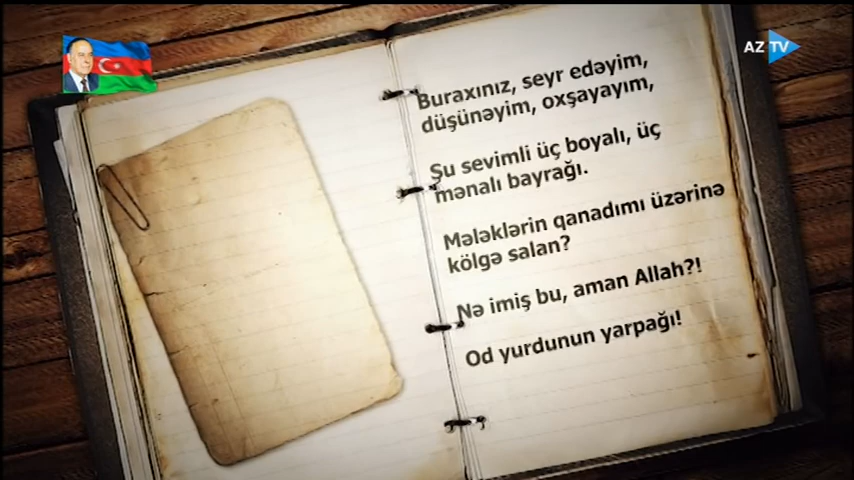 AZ TV
Buraxınız, seyr edəyim,
düşünəyim, oxşayayım,
Şu sevimli üç boyalı, üç
mənalı bayrağı.
Mələklərin qanadımı üzərinə
kölgə salan?
Nə imiş bu, aman Allah?!
Od yurdunun yarpağı!